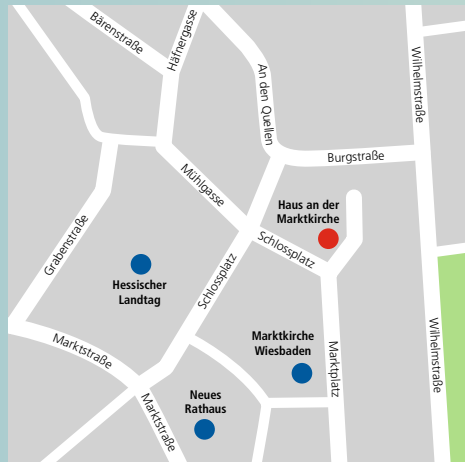 Bärenstraße
Häfnergasse
An den Quellen
Wilhelmstraße
Burgstraße
Mühlgasse
Haus an der
Marktkirche
Grabenstraße
Schlossplatz
Schlossplatz
Hessischer
Landtag
Marktstraße
Marktkirche
Wiesbaden
Marktplatz
Wilhelmstraße
Neues
Rathaus
Marktstraße